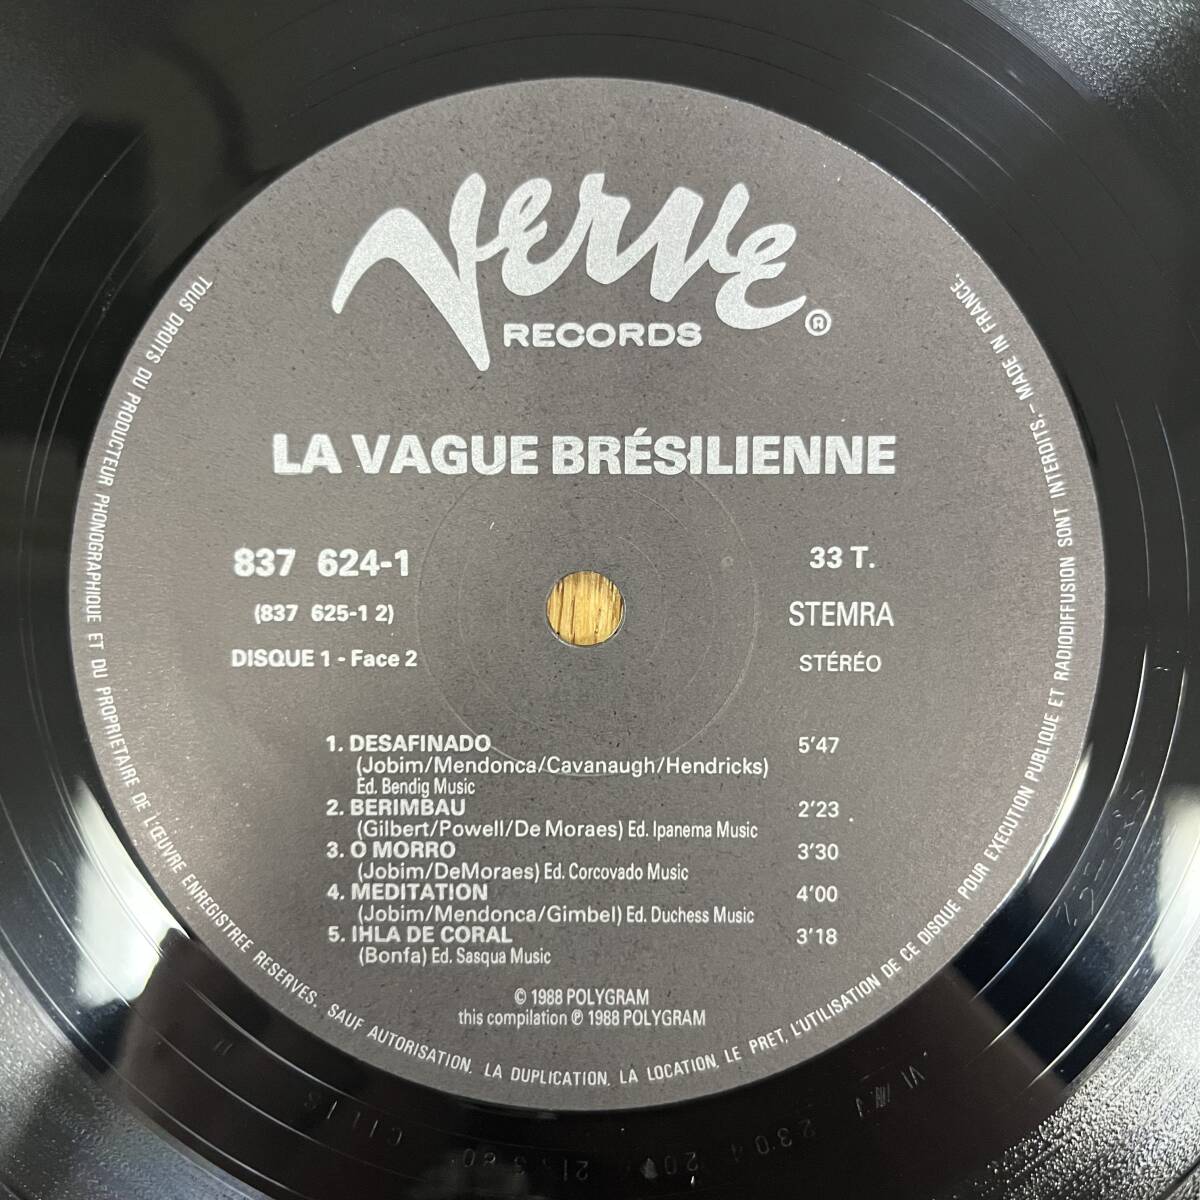 Verve
RECORDS ®
LA VAGUE BRÉSILIENNE
837 624-1
33 T.
(837 625-1 2)
STEMRA
DISQUE 1 - Face 2
STÉRÉO
1. DESAFINADO 5'47
(Jobim/Mendonca/Cavanaugh/Hendricks)
Ed. Bendig Music
2. BERIMBAU 2'23
(Gilbert/Powell/De Moraes) Ed. Ipanema Music
3. O MORRO 3'30
(Jobim/DeMoraes) Ed. Corcovado Music
4. MEDITATION 4'00
(Jobim/Mendonca/Gimbel) Ed. Duchess Music
5. IHLA DE CORAL 3'18
(Bonfa) Ed. Sasqua Music
© 1988 POLYGRAM
this compilation ℗ 1988 POLYGRAM
TOUS DROITS DU PRODUCTEUR PHONOGRAPHIQUE ET DU PROPRIETAIRE DE L'ŒUVRE ENREGISTREE RESERVES. SAUF AUTORISATION, LA DUPLICATION, LA LOCATION, LE PRET, L'UTILISATION DE CE DISQUE POUR EXECUTION PUBLIQUE ET RADIODIFFUSION SONT INTERDITS. - MADE IN FRANCE.